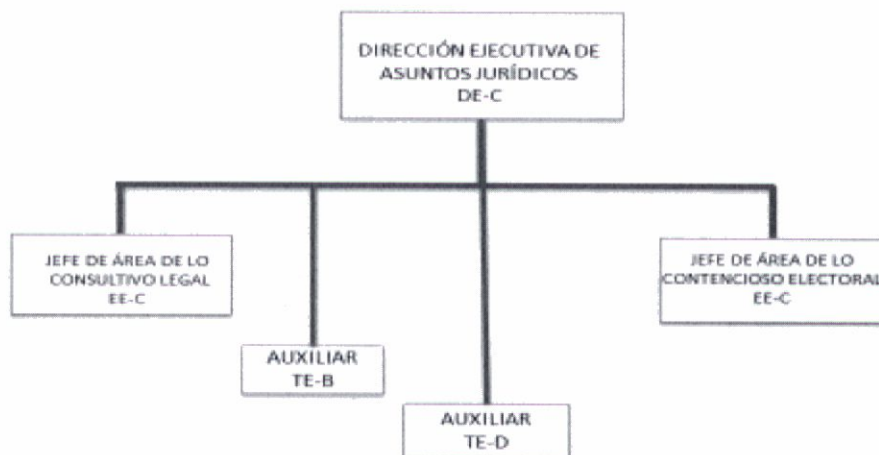 DIRECCIÓN EJECUTIVA DE
ASUNTOS JURÍDICOS
DE-C
JEFE DE ÁREA DE LO
CONSULTIVO LEGAL
EE-C
JEFE DE ÁREA DE LO
CONTENCIOSO ELECTORAL
EE-C
AUXILIAR
TE-B
AUXILIAR
TE-D